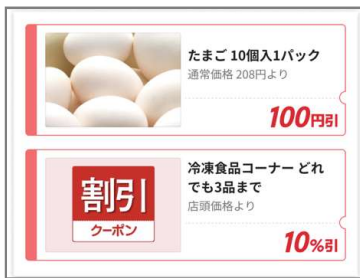 たまご 10個入1パック
通常価格 208円より
100円引
割引
クーポン
冷凍食品コーナー どれ
でも3品まで
店頭価格より
10%引